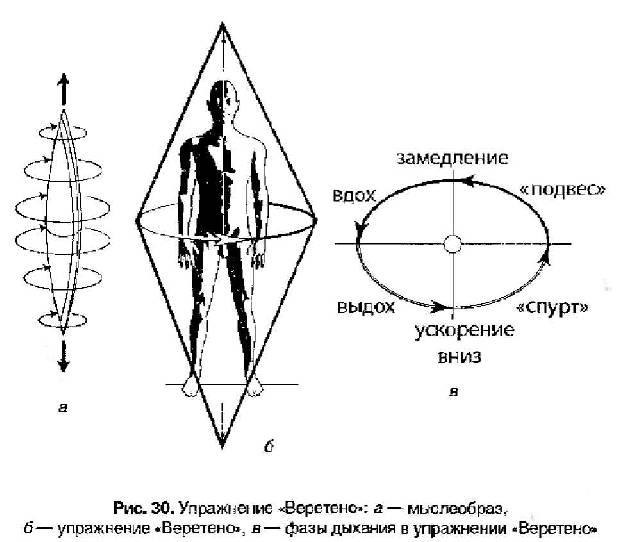 замедление
вдох
«подвес»
выдох
«спурт»
ускорение
вниз
а
б
в
Рис. 30. Упражнение «Веретено»: а — мыслеобраз,
б — упражнение «Веретено», в — фазы дыхания в упражнении «Веретено»